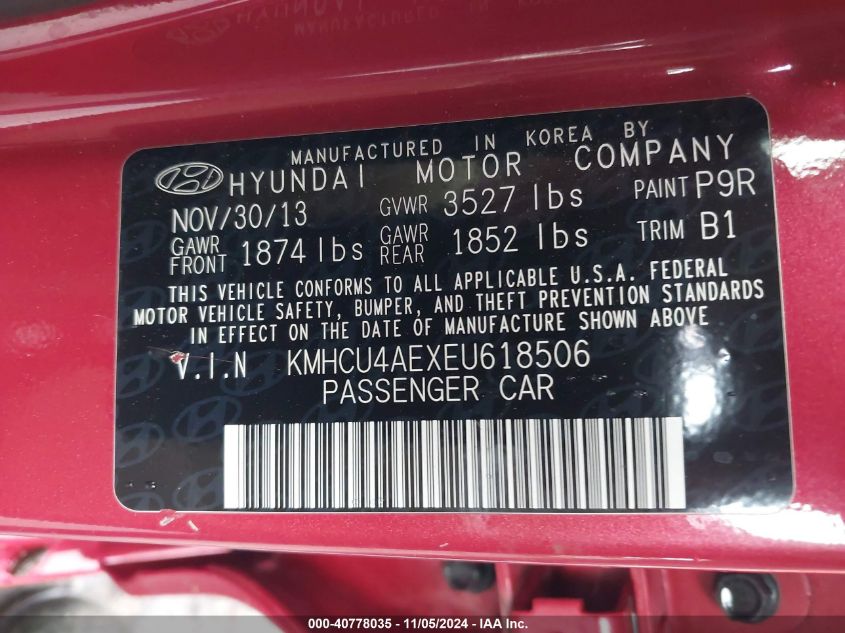 MANUFACTURED IN KOREA BY
HYUNDAI MOTOR COMPANY
NOV/30/13 GVWR 3527 lbs PAINT P9R
GAWR FRONT 1874 lbs GAWR REAR 1852 lbs TRIM B1
THIS VEHICLE CONFORMS TO ALL APPLICABLE U.S.A. FEDERAL
MOTOR VEHICLE SAFETY, BUMPER, AND THEFT PREVENTION STANDARDS
IN EFFECT ON THE DATE OF MANUFACTURE SHOWN ABOVE
V.I.N KMHCU4AEXEU618506
PASSENGER CAR
000-40778035 - 11/05/2024 - IAA Inc.